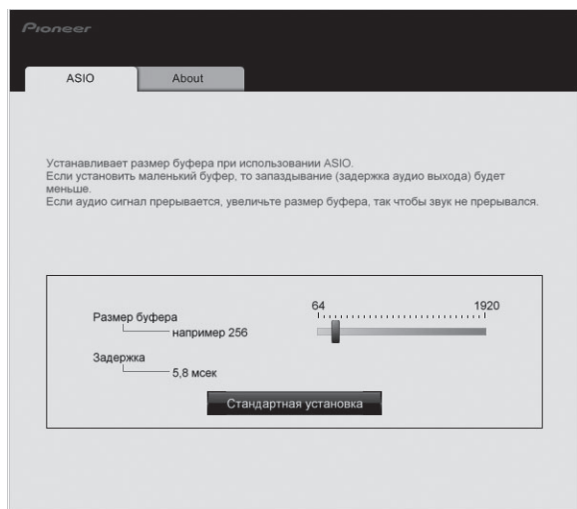 Pioneer
ASIO About
Устанавливает размер буфера при использовании ASIO.
Если установить маленький буфер, то запаздывание (задержка аудио выхода) будет
меньше.
Если аудио сигнал прерывается, увеличьте размер буфера, так чтобы звук не прерывался.
64 1920
Размер буфера
например 256
Задержка
5,8 мсек
Стандартная установка